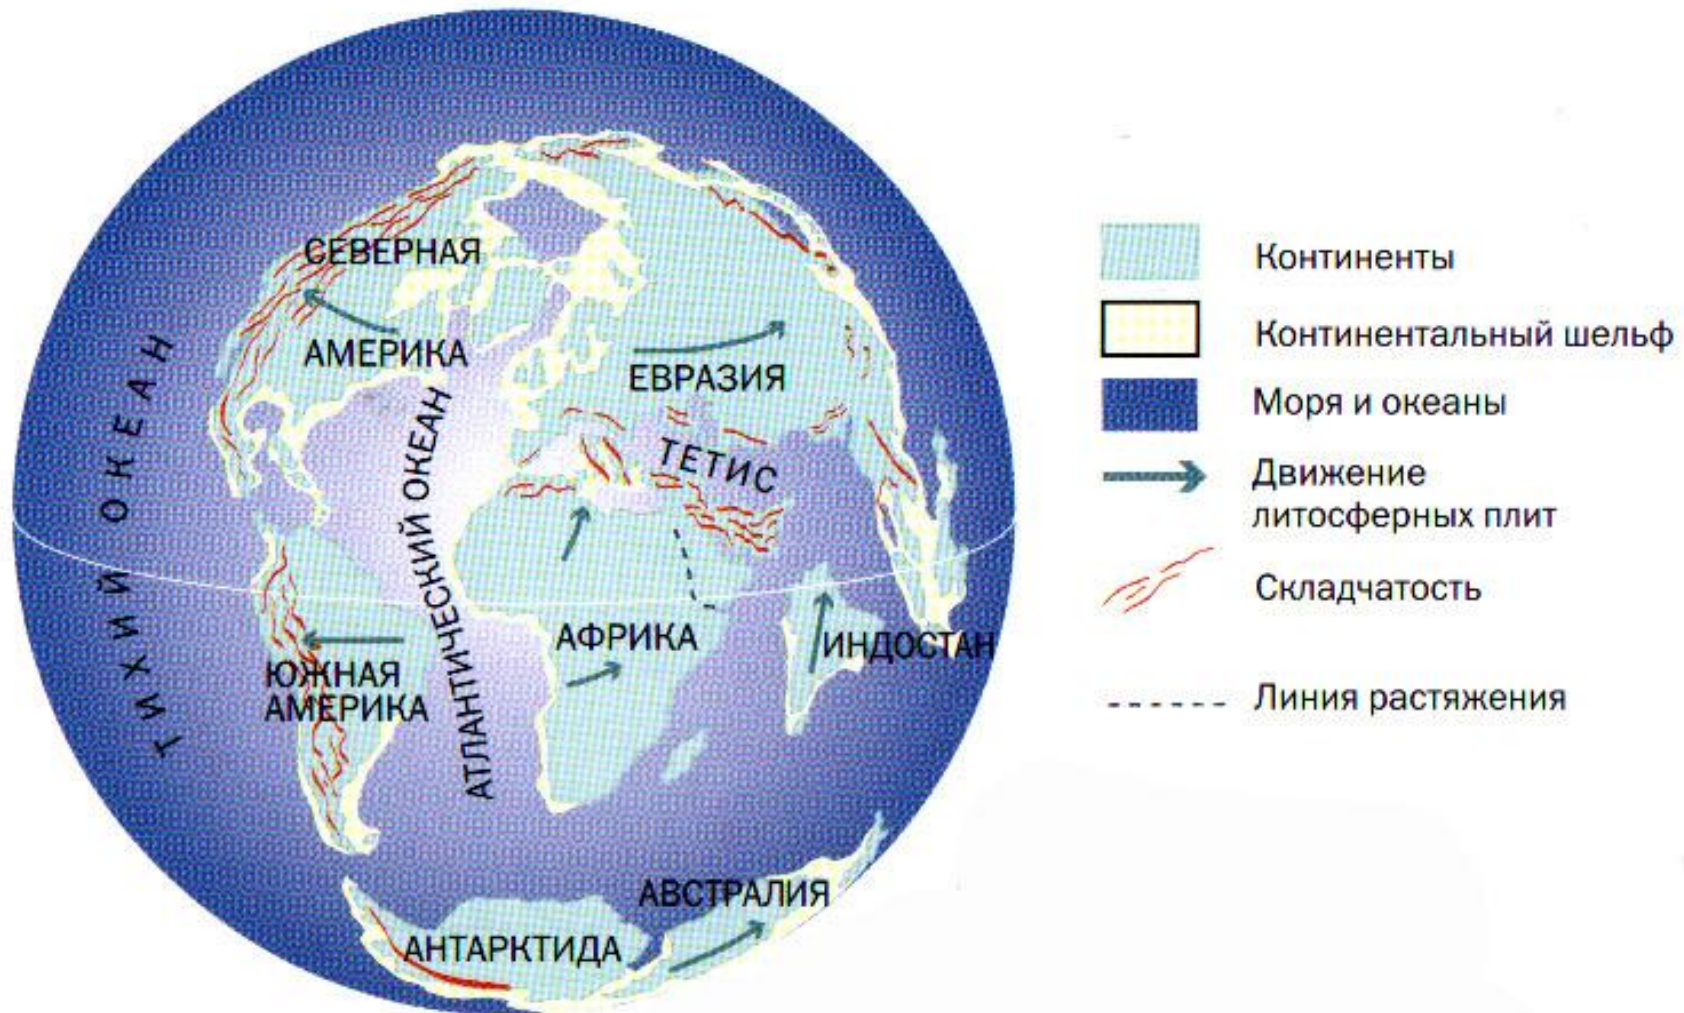 СЕВЕРНАЯ
АМЕРИКА
ЕВРАЗИЯ
ТЕТИС
ТИХИЙ ОКЕАН
АТЛАНТИЧЕСКИЙ ОКЕАН
АФРИКА
ИНДОСТАН
ЮЖНАЯ
АМЕРИКА
АВСТРАЛИЯ
АНТАРКТИДА
Континенты
Континентальный шельф
Моря и океаны
Движение
литосферных плит
Складчатость
Линия растяжения